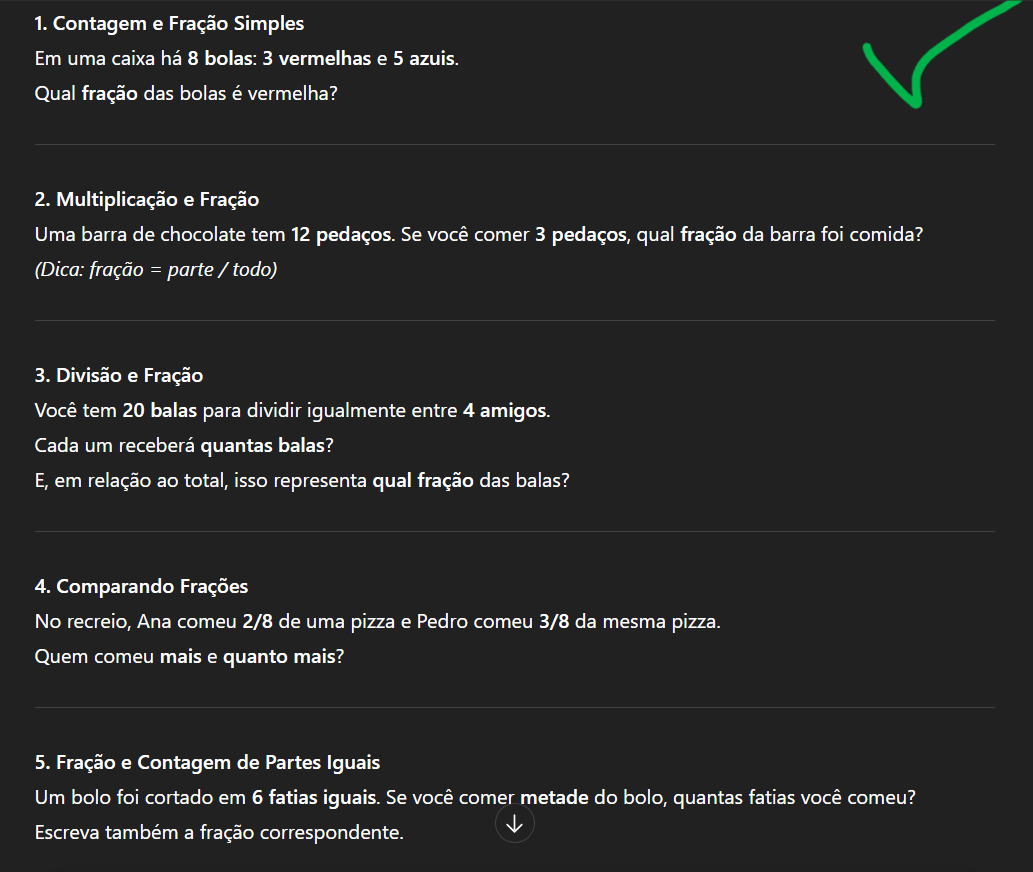 1. Contagem e Fração Simples
Em uma caixa há 8 bolas: 3 vermelhas e 5 azuis.
Qual fração das bolas é vermelha?
2. Multiplicação e Fração
Uma barra de chocolate tem 12 pedaços. Se você comer 3 pedaços, qual fração da barra foi comida?
(Dica: fração = parte / todo)
3. Divisão e Fração
Você tem 20 balas para dividir igualmente entre 4 amigos.
Cada um receberá quantas balas?
E, em relação ao total, isso representa qual fração das balas?
4. Comparando Frações
No recreio, Ana comeu 2/8 de uma pizza e Pedro comeu 3/8 da mesma pizza.
Quem comeu mais e quanto mais?
5. Fração e Contagem de Partes Iguais
Um bolo foi cortado em 6 fatias iguais. Se você comer metade do bolo, quantas fatias você comeu?
Escreva também a fração correspondente.